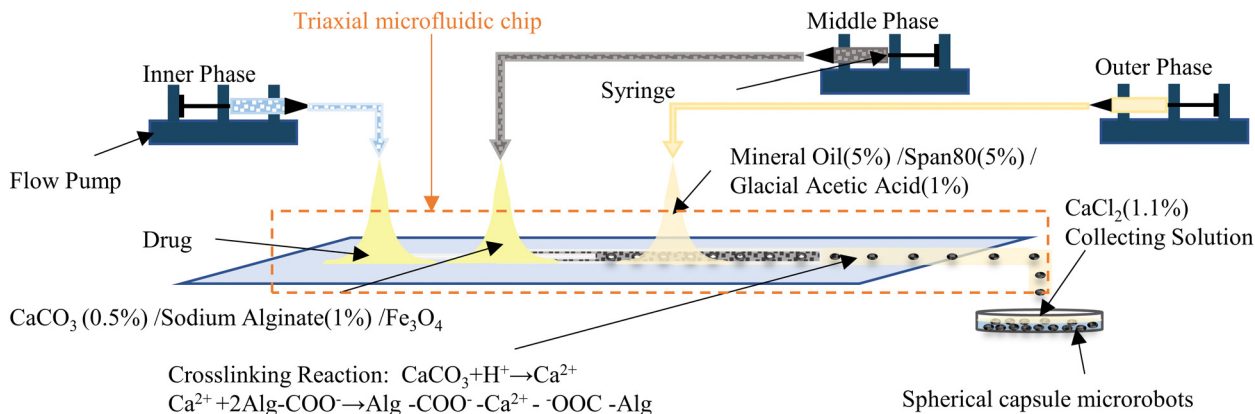 Triaxial microfluidic chip
Middle Phase
Inner Phase
Outer Phase
Syringe
Flow Pump
Mineral Oil(5%) /Span80(5%) /
Glacial Acetic Acid(1%)
CaCl₂(1.1%)
Collecting Solution
Drug
CaCO₃ (0.5%) /Sodium Alginate(1%) /Fe₃O₄
Crosslinking Reaction: CaCO₃+H⁺→Ca²⁺
Ca²⁺ +2Alg-COO⁻→Alg -COO⁻ -Ca²⁺ - ⁻OOC -Alg
Spherical capsule microrobots